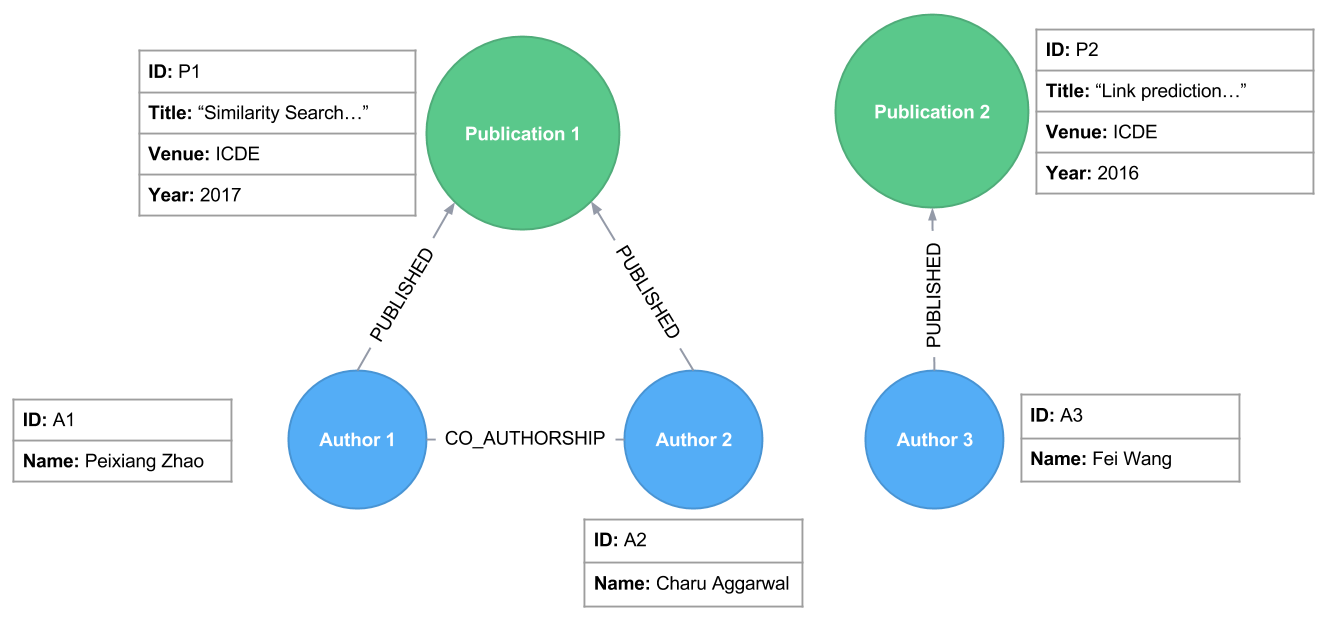 ID: P1
Title: “Similarity Search…”
Venue: ICDE
Year: 2017
Publication 1
Publication 2
ID: P2
Title: “Link prediction…”
Venue: ICDE
Year: 2016
PUBLISHED
PUBLISHED
PUBLISHED
ID: A1
Name: Peixiang Zhao
Author 1
CO_AUTHORSHIP
Author 2
Author 3
ID: A3
Name: Fei Wang
ID: A2
Name: Charu Aggarwal